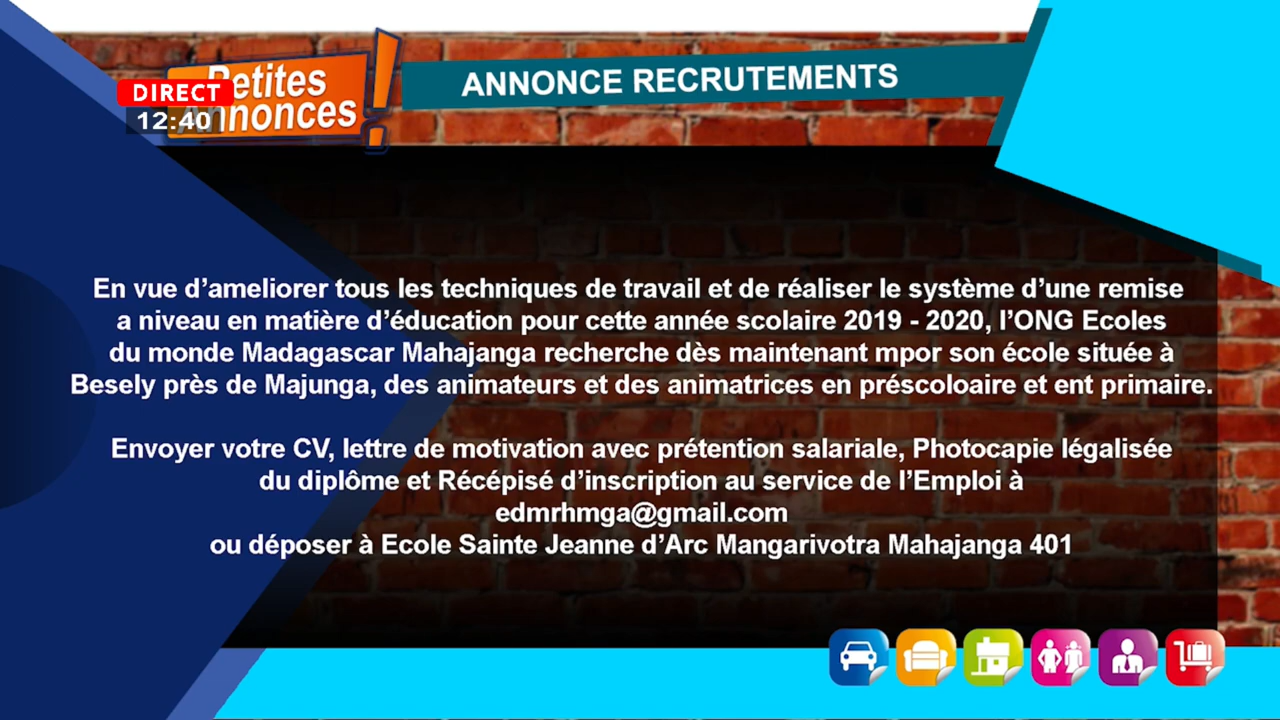 Petites
DIRECT
Annonces
12:40
ANNONCE RECRUTEMENTS
En vue d’ameliorer tous les techniques de travail et de réaliser le système d’une remise
a niveau en matière d’éducation pour cette année scolaire 2019 - 2020, l’ONG Ecoles
du monde Madagascar Mahajanga recherche dès maintenant mpor son école située à
Besely près de Majunga, des animateurs et des animatrices en préscoloaire et ent primaire.
Envoyer votre CV, lettre de motivation avec prétention salariale, Photocapie légalisée
du diplôme et Récépisé d’inscription au service de l’Emploi à
edmrhmga@gmail.com
ou déposer à Ecole Sainte Jeanne d’Arc Mangarivotra Mahajanga 401